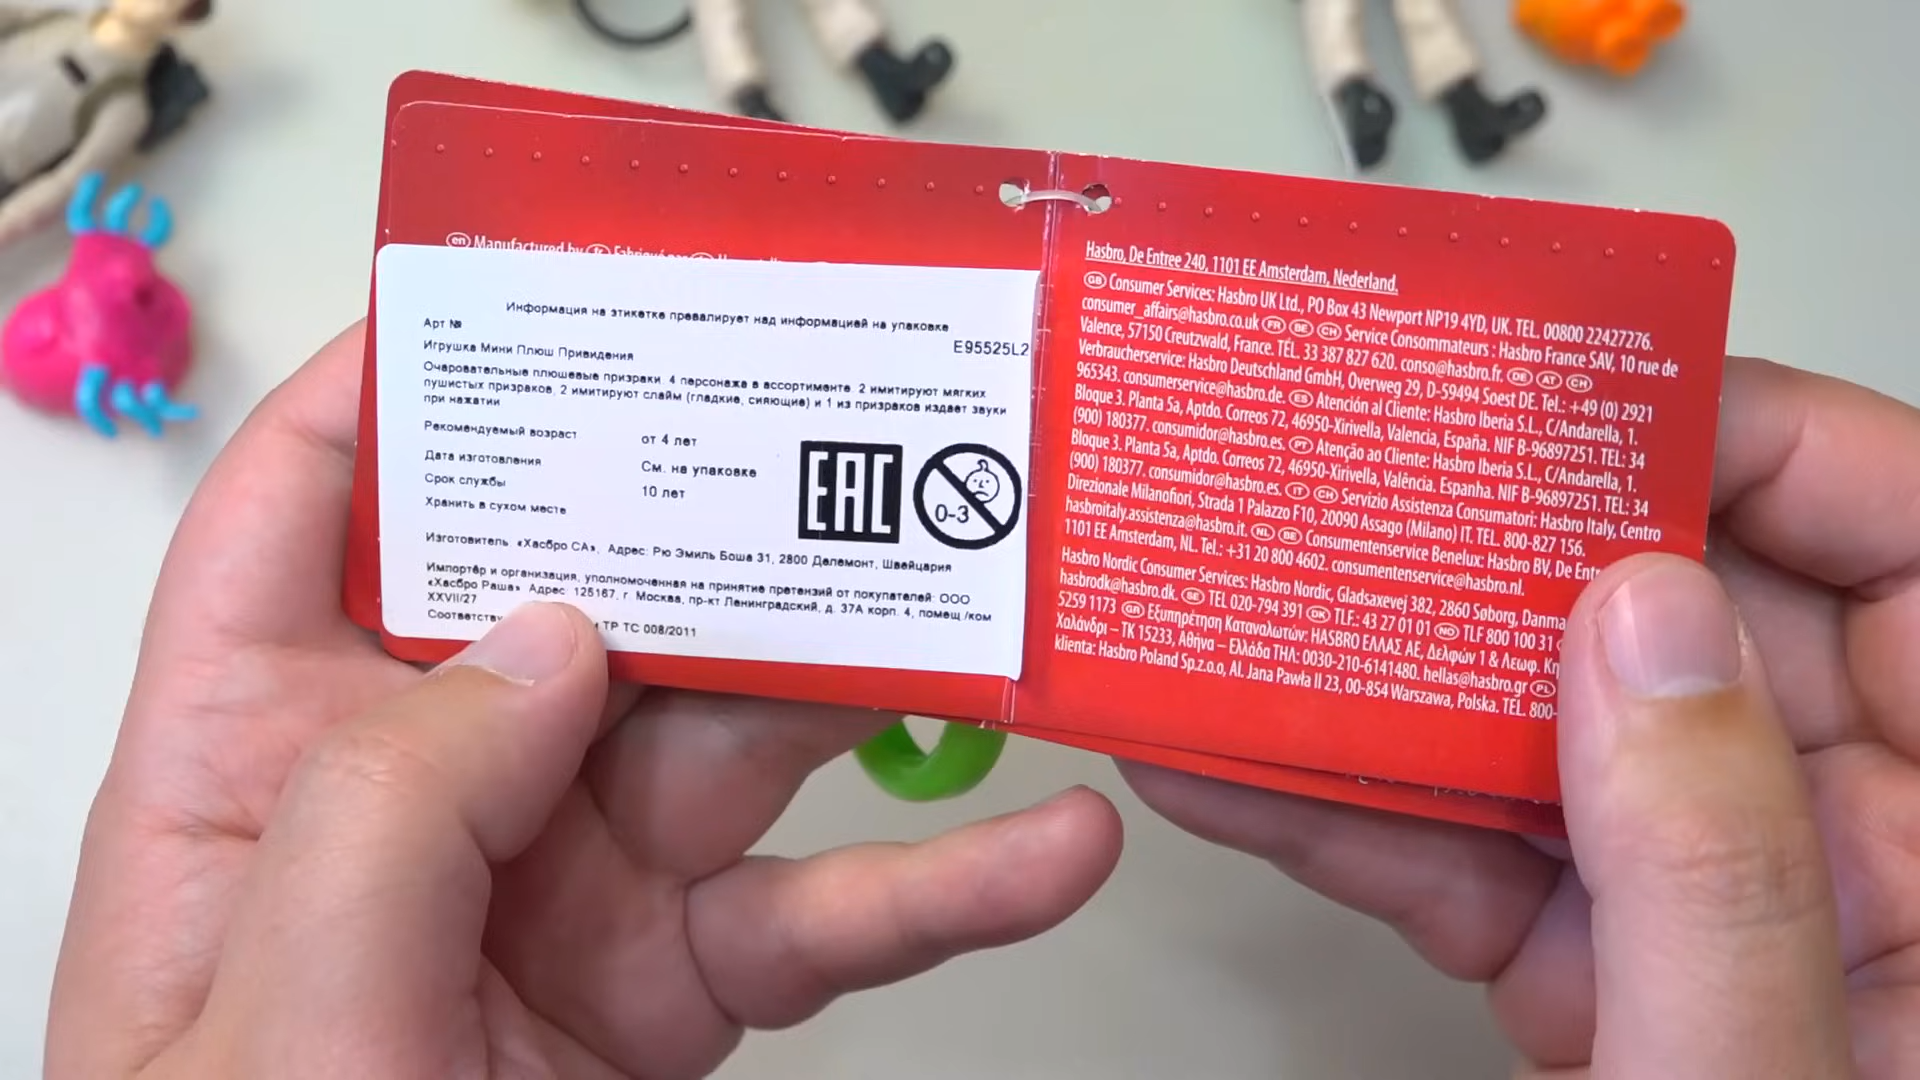 en Manufactured by fr Fabriqué par
Информация на этикетке превалирует над информацией на упаковке
Арт №
E95525L2
Игрушка Мини Плюш Привидения
Очаровательные плюшевые призраки. 4 персонажа в ассортименте. 2 имитируют мягких
пушистых призраков, 2 имитируют слайм (гладкие, сияющие) и 1 из призраков издает звуки
при нажатии
Рекомендуемый возраст от 4 лет
Дата изготовления См. на упаковке
Срок службы 10 лет
Хранить в сухом месте
EAC
0-3
Изготовитель: «Хасбро СА», Адрес: Рю Эмиль Боша 31, 2800 Делемонт, Швейцария
Импортёр и организация, уполномоченная на принятие претензий от покупателей: ООО
«Хасбро Раша» Адрес: 125167, г. Москва, пр-кт Ленинградский, д. 37А корп. 4, помещ./ком
XXVII/27
ТР ТС 008/2011
Hasbro, De Entree 240, 1101 EE Amsterdam, Nederland.
GB Consumer Services: Hasbro UK Ltd., PO Box 43 Newport NP19 4YD, UK. TEL. 00800 22427276.
consumer_affairs@hasbro.co.uk FR BE CH Service Consommateurs : Hasbro France SAV, 10 rue de
Valence, 57150 Creutzwald, France. TÉL. 33 387 827 620. conso@hasbro.fr. DE AT CH
Verbraucherservice: Hasbro Deutschland GmbH, Overweg 29, D-59494 Soest DE. Tel.: +49 (0) 2921
965343. consumerservice@hasbro.de. ES Atención al Cliente: Hasbro Iberia S.L., C/Andarella, 1.
Bloque 3. Planta 5a, Aptdo. Correos 72, 46950-Xirivella, Valencia, España. NIF B-96897251. TEL: 34
(900) 180377. consumidor@hasbro.es. PT Atenção ao Cliente: Hasbro Iberia S.L., C/Andarella, 1.
Bloque 3. Planta 5a, Aptdo. Correos 72, 46950-Xirivella, València. Espanha. NIF B-96897251. TEL: 34
(900) 180377. consumidor@hasbro.es. IT CH Servizio Assistenza Consumatori: Hasbro Italy, Centro
Direzionale Milanofiori, Strada 1 Palazzo F10, 20090 Assago (Milano) IT. TEL. 800-827 156.
hasbroitaly.assistenza@hasbro.it. NL BE Consumentenservice Benelux: Hasbro BV, De Entr
1101 EE Amsterdam, NL. Tel.: +31 20 800 4602. consumentenservice@hasbro.nl.
Hasbro Nordic Consumer Services: Hasbro Nordic, Gladsaxevej 382, 2860 Søborg, Danma
hasbrodk@hasbro.dk. SE TEL 020-794 391 DK TLF.: 43 27 01 01 NO TLF 800 100 31
5259 1173 GR Εξυπηρέτηση Καταναλωτών: HASBRO ΕΛΛΑΣ ΑΕ, Δελφών 1 & Λεωφ. Κη
Χαλάνδρι – ΤΚ 15233, Αθήνα – Ελλάδα ΤΗΛ: 0030-210-6141480. hellas@hasbro.gr PL
klienta: Hasbro Poland Sp.z.o.o, Al. Jana Pawła II 23, 00-854 Warszawa, Polska. TEL. 800-